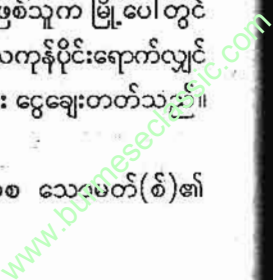 ဖြစ်သူက မြို့ပေါ်တွင်
လကုန်ပိုင်းရောက်လျှင်
ငွေချေးတတ်သည်။
သောမတ်(စ်)၏
www.burmeseclassic.com